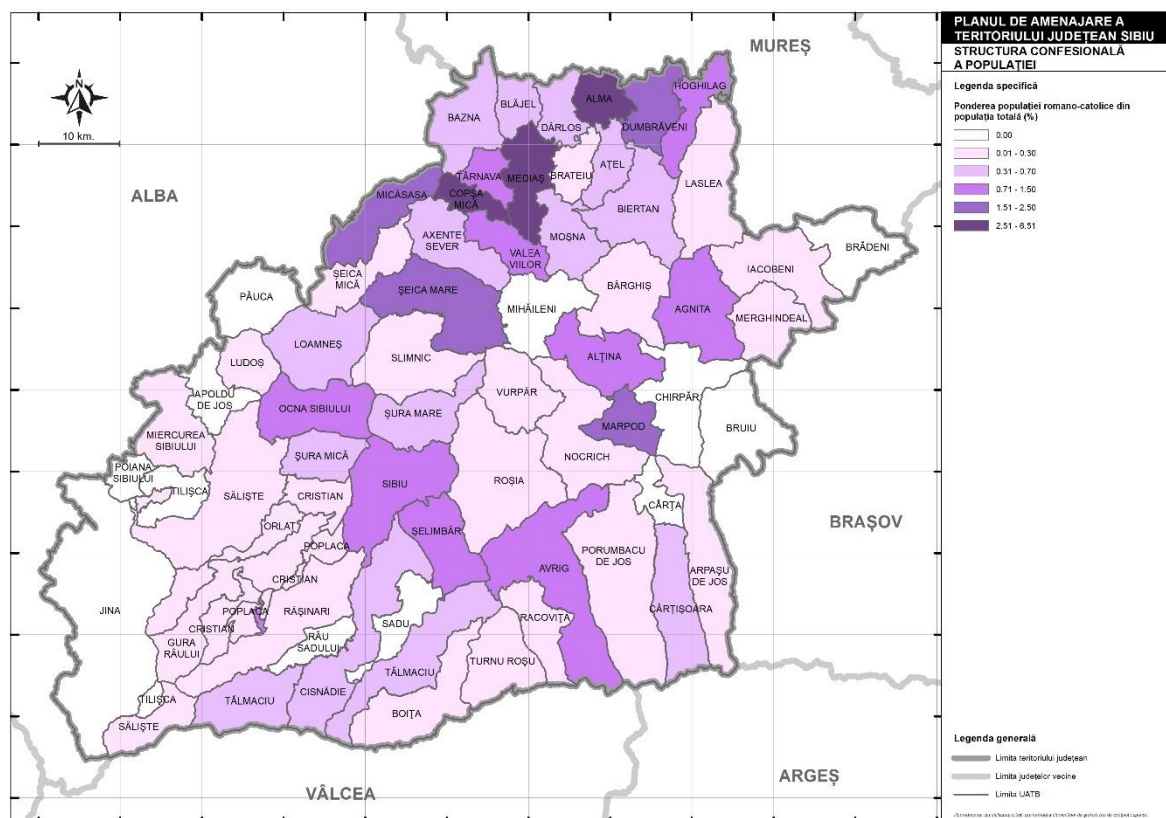 PLANUL DE AMENAJARE A
TERITORIULUI JUDEȚEAN SIBIU
STRUCTURA CONFESIONALĂ
A POPULAȚIEI
Legenda specifică
Ponderea populației romano-catolice din
populația totală (%)
0.00
0.01 - 0.30
0.31 - 0.70
0.71 - 1.50
1.51 - 2.50
2.51 - 6.51
N
10 km.
MUREȘ
ALBA
BRAȘOV
VÂLCEA
ARGEȘ
HOGHILAG
ALMA
BLĂJEL
BAZNA
DÂRLOS
DUMBRĂVENI
AȚEL
TÂRNAVA
MEDIAȘ
BRATEIU
LASLEA
MICĂSASA
COPȘA
MICĂ
BIERTAN
AXENTE
SEVER
MOȘNA
VALEA
VIILOR
BRĂDENI
ȘEICA
MICĂ
IACOBENI
PĂUCA
ȘEICA MARE
MIHĂILENI
BÂRGHIȘ
AGNITA
MERGHINDEAL
LOAMNEȘ
LUDOȘ
SLIMNIC
ALȚINA
APOLDU
DE JOS
VURPĂR
CHIRPĂR
OCNA SIBIULUI
ȘURA MARE
MARPOD
BRUIU
MIERCUREA
SIBIULUI
ȘURA MICĂ
NOCRICH
POIANA
SIBIULUI
TILIȘCA
SĂLIȘTE
CRISTIAN
SIBIU
ROȘIA
CÂRȚA
ORLAT
ȘELIMBĂR
POPLACA
PORUMBACU
DE JOS
AVRIG
ARPAȘU
DE JOS
CRISTIAN
JINA
POPLACA
RĂȘINARI
CÂRȚIȘOARA
CRISTIAN
RACOVIȚA
SADU
GURA
RÂULUI
RÂU
SADULUI
TURNU ROȘU
TĂLMACIU
TILIȘCA
TĂLMACIU
CISNĂDIE
BOIȚA
SĂLIȘTE
Legenda generală
Limita teritoriului județean
Limita județelor vecine
Limita UATB